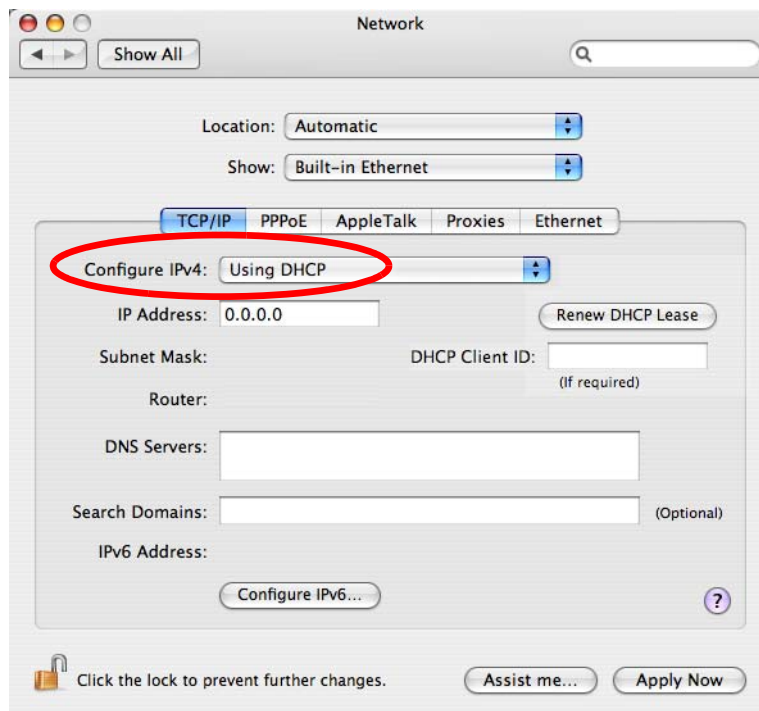 Network
Show All
Location: Automatic
Show: Built-in Ethernet
TCP/IP PPPoE AppleTalk Proxies Ethernet
Configure IPv4: Using DHCP
IP Address: 0.0.0.0 Renew DHCP Lease
Subnet Mask: DHCP Client ID:
(If required)
Router:
DNS Servers:
Search Domains: (Optional)
IPv6 Address:
Configure IPv6... ?
Click the lock to prevent further changes. Assist me... Apply Now